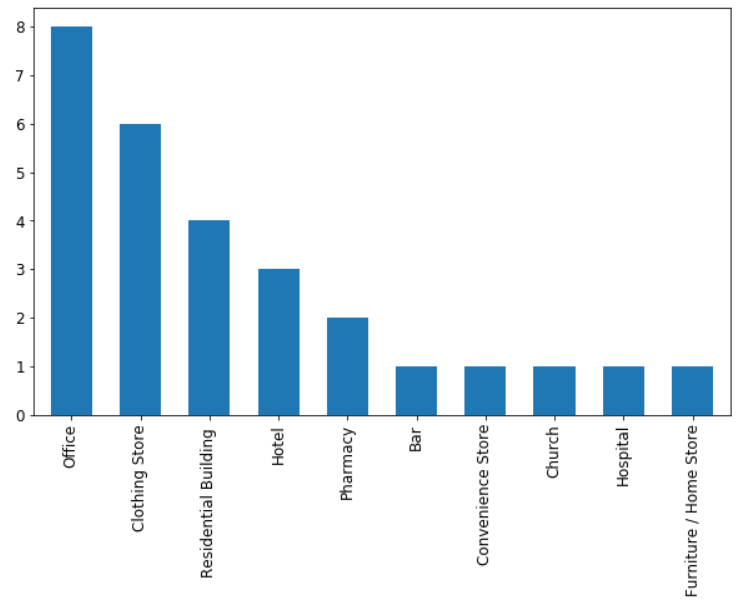 8
7
6
5
4
3
2
1
0
Office
Clothing Store
Residential Building
Hotel
Pharmacy
Bar
Convenience Store
Church
Hospital
Furniture / Home Store